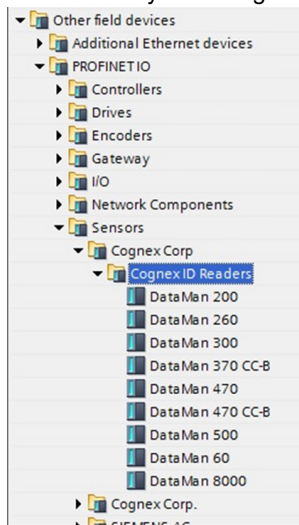 Other field devices
Additional Ethernet devices
PROFINET IO
Controllers
Drives
Encoders
Gateway
I/O
Network Components
Sensors
Cognex Corp
Cognex ID Readers
DataMan 200
DataMan 260
DataMan 300
DataMan 370 CC-B
DataMan 470
DataMan 470 CC-B
DataMan 500
DataMan 60
DataMan 8000
Cognex Corp.
SIEMENS AG